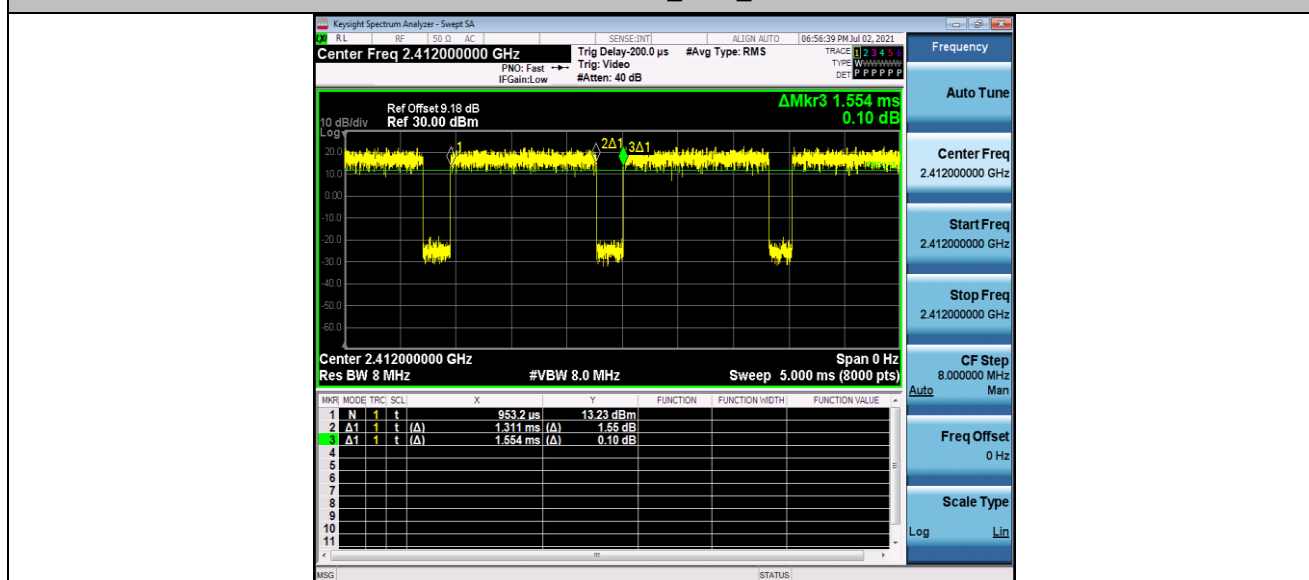 Keysight Spectrum Analyzer - Swept SA
RL RF 50 Ω AC SENSE:INT ALIGN AUTO 06:56:39 PM Jul 02, 2021
Center Freq 2.412000000 GHz
PNO: Fast
IFGain:Low
Trig Delay-200.0 µs
Trig: Video
#Atten: 40 dB
#Avg Type: RMS
TRACE 1 2 3 4 5 6
TYPE WWWWWW
DET P P P P P P
ΔMkr3 1.554 ms
0.10 dB
Ref Offset 9.18 dB
10 dB/div Ref 30.00 dBm
Log
1
2Δ1
3Δ1
20.0
10.0
0.00
-10.0
-20.0
-30.0
-40.0
-50.0
-60.0
Center 2.412000000 GHz Span 0 Hz
Res BW 8 MHz #VBW 8.0 MHz Sweep 5.000 ms (8000 pts)
MKR MODE TRC SCL X Y FUNCTION FUNCTION WIDTH FUNCTION VALUE
1 N 1 t 953.2 µs 13.23 dBm
2 Δ1 1 t (Δ) 1.311 ms (Δ) 1.55 dB
3 Δ1 1 t (Δ) 1.554 ms (Δ) 0.10 dB
4
5
6
7
8
9
10
11
MSG STATUS
Frequency
Auto Tune
Center Freq
2.412000000 GHz
Start Freq
2.412000000 GHz
Stop Freq
2.412000000 GHz
CF Step
8.000000 MHz
Auto Man
Freq Offset
0 Hz
Scale Type
Log Lin